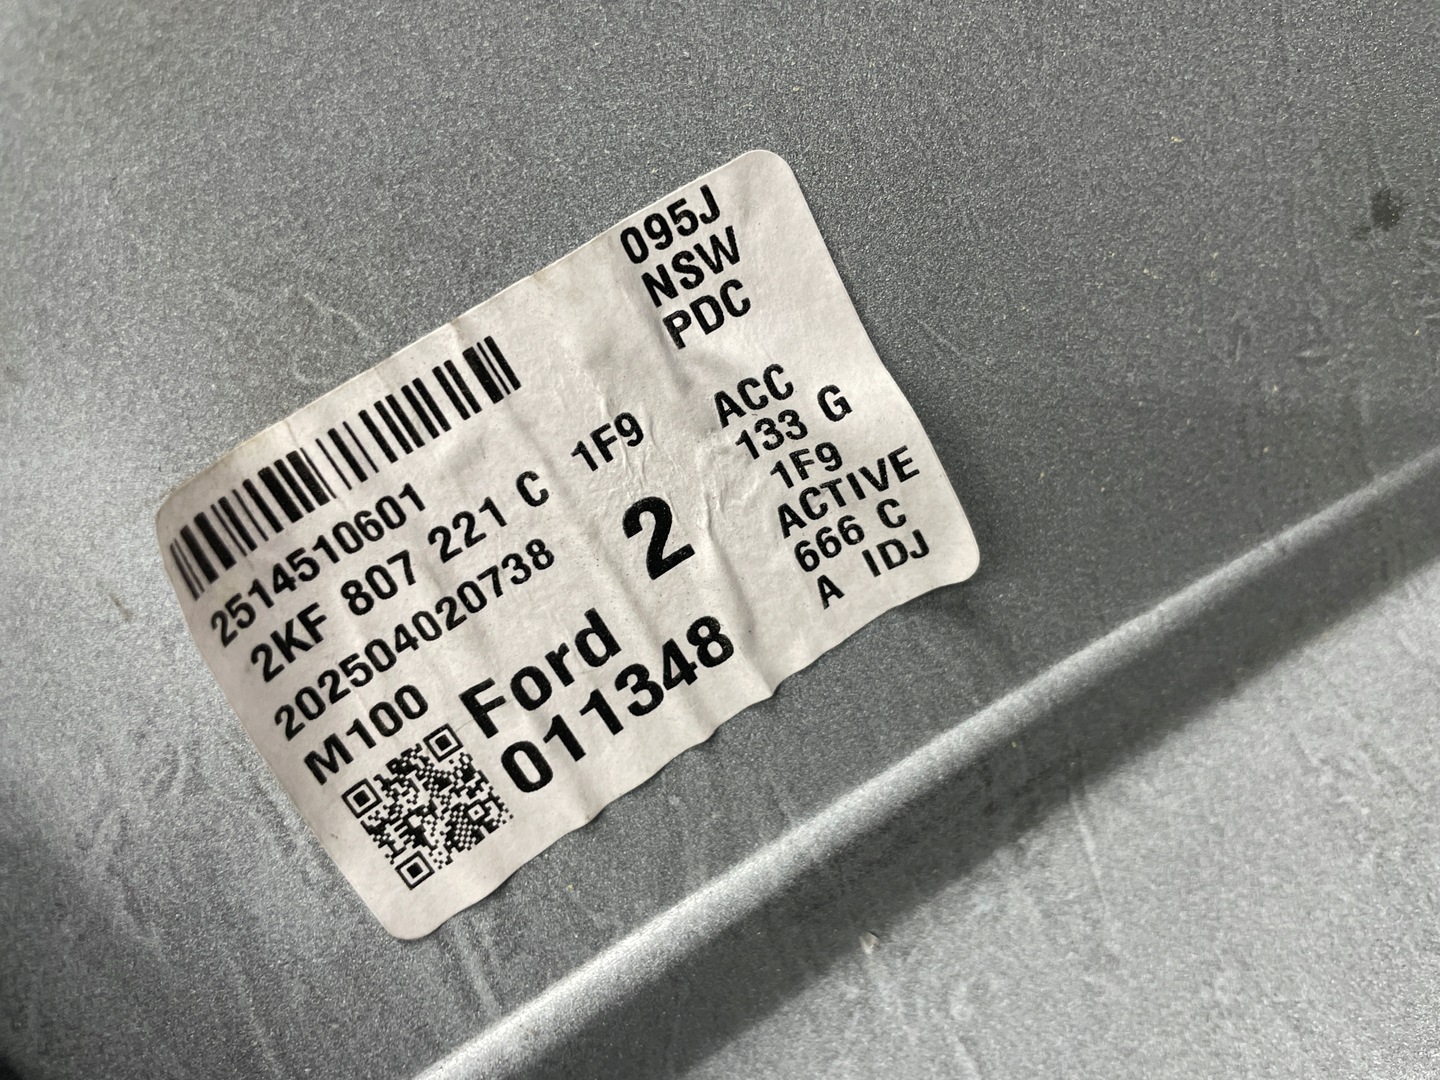 095J
NSW
PDC
2514510601
2KF 807 221 C 1F9
202504020738
M100
Ford 2
011348
ACC
133 G
1F9
ACTIVE
666 C
A IDJ